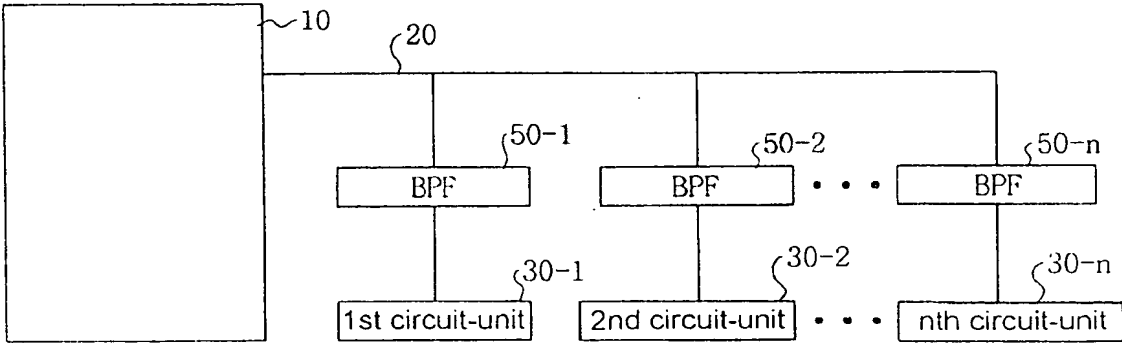 10
20
50-1
50-2
50-n
BPF
BPF
• • •
BPF
30-1
30-2
30-n
1st circuit-unit
2nd circuit-unit
• • •
nth circuit-unit